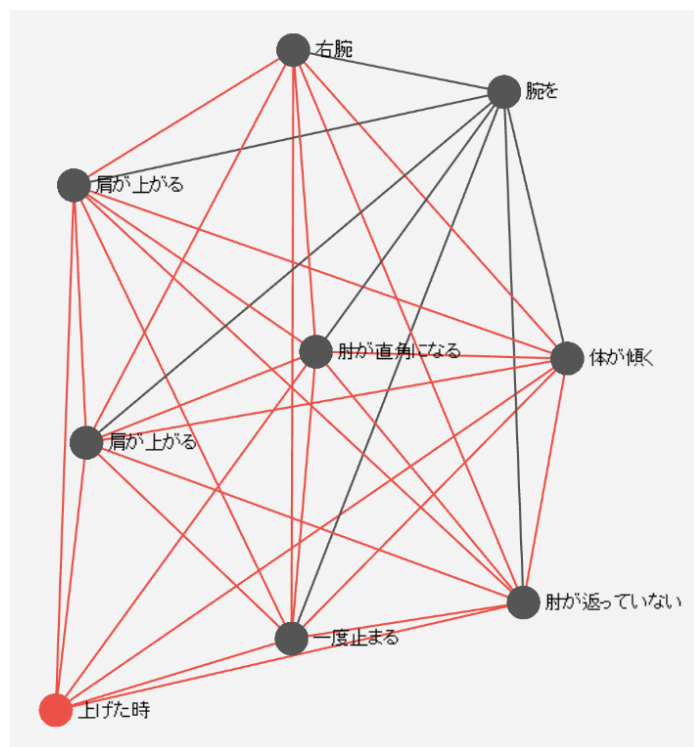 右腕
腕を
肩が上がる
肘が直角になる
体が傾く
肩が上がる
肘が返っていない
一度止まる
上げた時